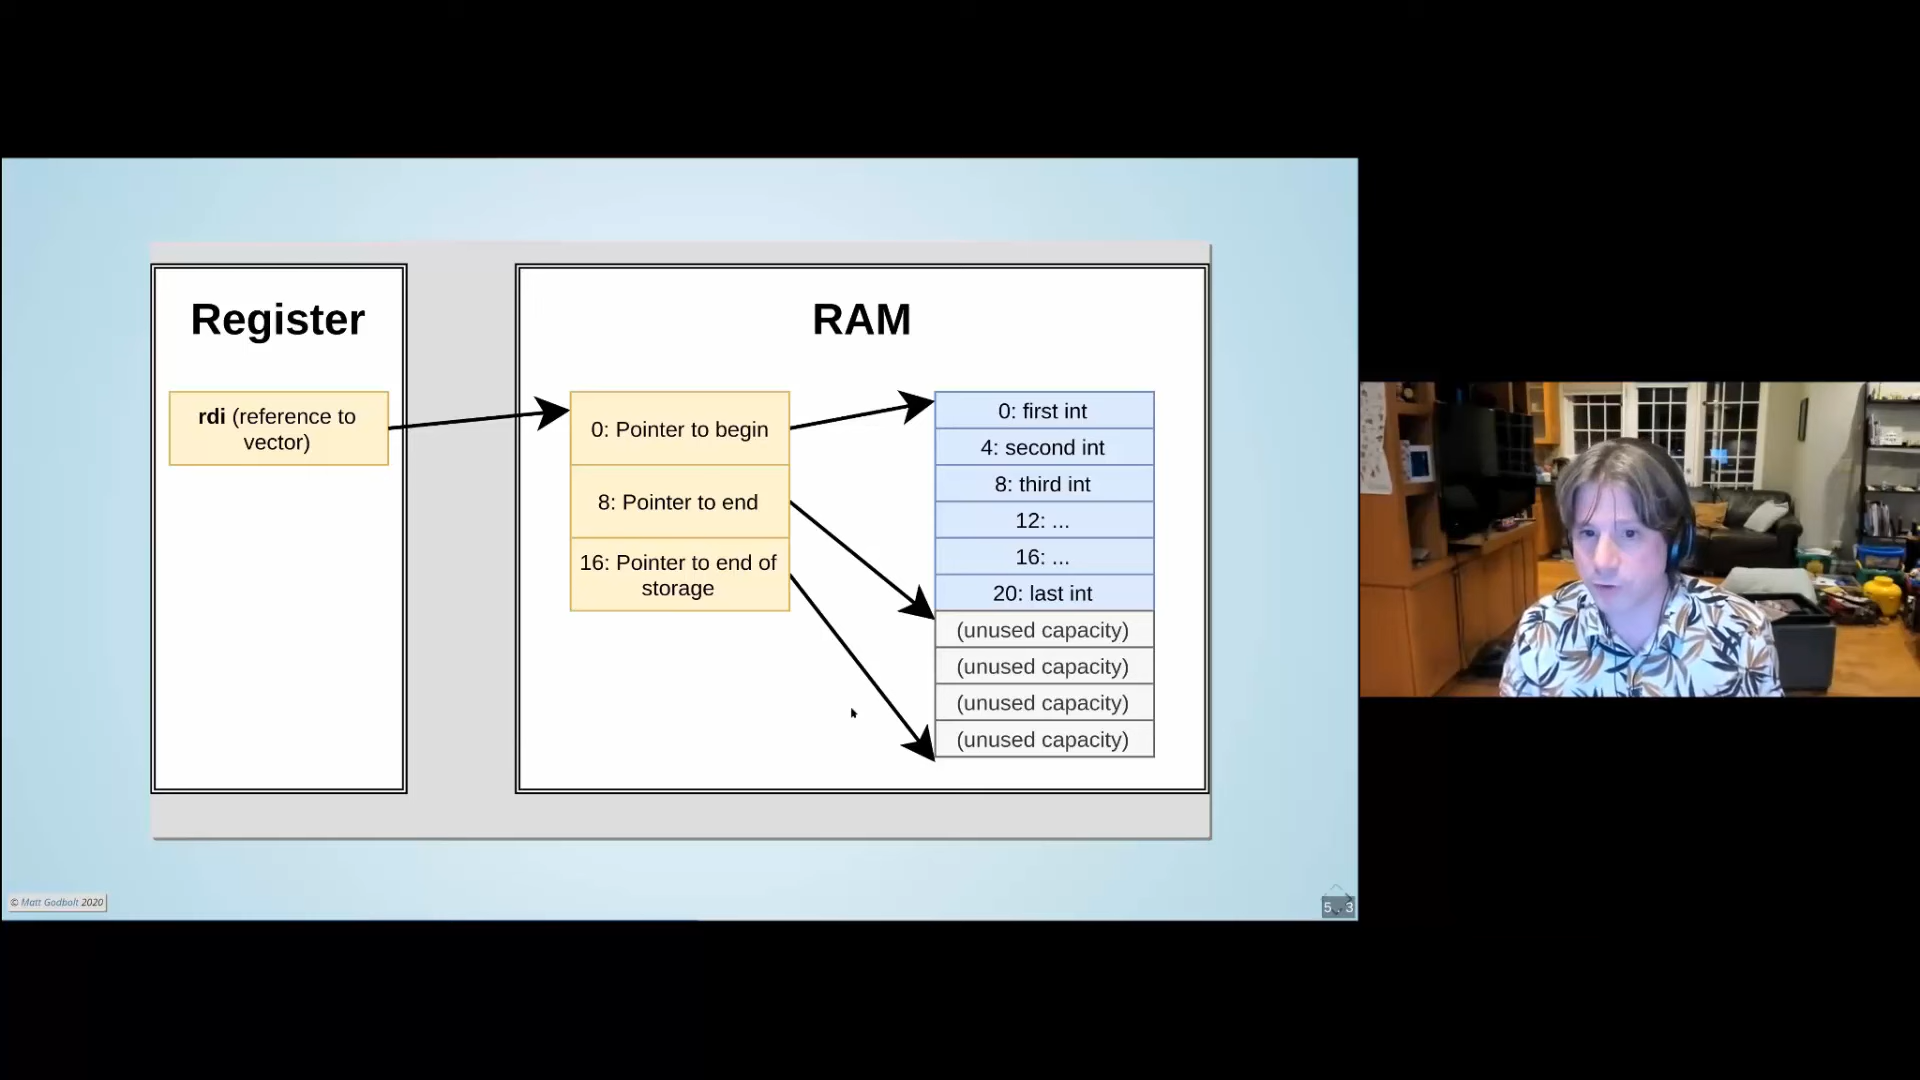 Register
rdi (reference to
vector)
RAM
0: Pointer to begin
8: Pointer to end
16: Pointer to end of
storage
0: first int
4: second int
8: third int
12: ...
16: ...
20: last int
(unused capacity)
(unused capacity)
(unused capacity)
(unused capacity)
© Matt Godbolt 2020
5 . 3